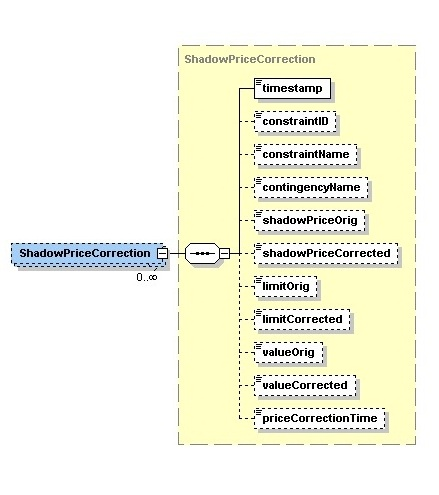 ShadowPriceCorrection
timestamp
constraintID
constraintName
contingencyName
shadowPriceOrig
ShadowPriceCorrection
shadowPriceCorrected
0..∞
limitOrig
limitCorrected
valueOrig
valueCorrected
priceCorrectionTime